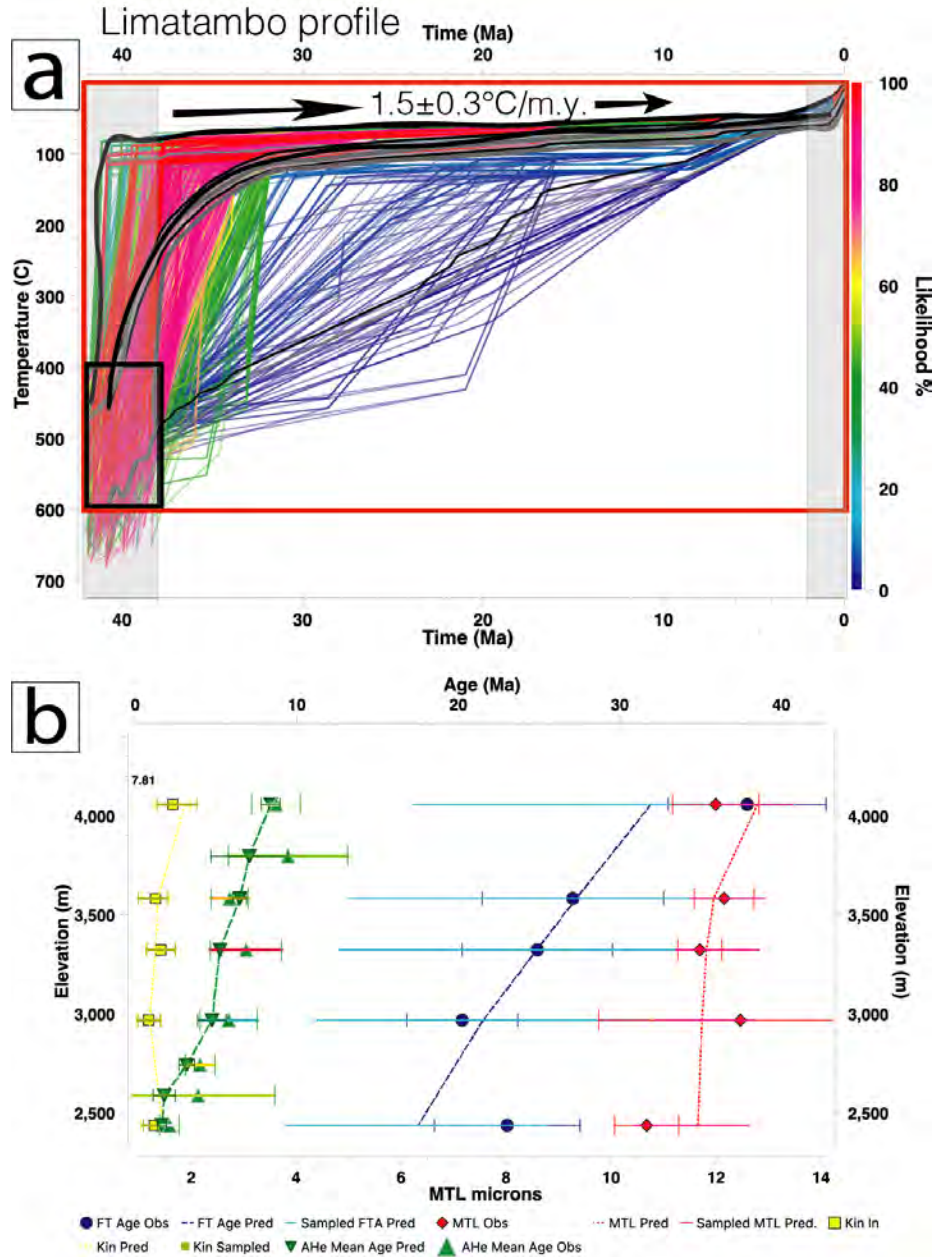 Limatambo profile
a
Time (Ma)
40 30 20 10 0
1.5±0.3°C/m.y.
Temperature (C)
100
200
300
400
500
600
700
Likelihood %
100
80
60
40
20
0
40 30 20 10 0
Time (Ma)
b
Age (Ma)
0 10 20 30 40
7.81
Elevation (m)
4,000
3,500
3,000
2,500
Elevation (m)
4,000
3,500
3,000
2,500
2 4 6 8 10 12 14
MTL microns
FT Age Obs FT Age Pred Sampled FTA Pred MTL Obs MTL Pred Sampled MTL Pred. Kin In
Kin Pred Kin Sampled AHe Mean Age Pred AHe Mean Age Obs